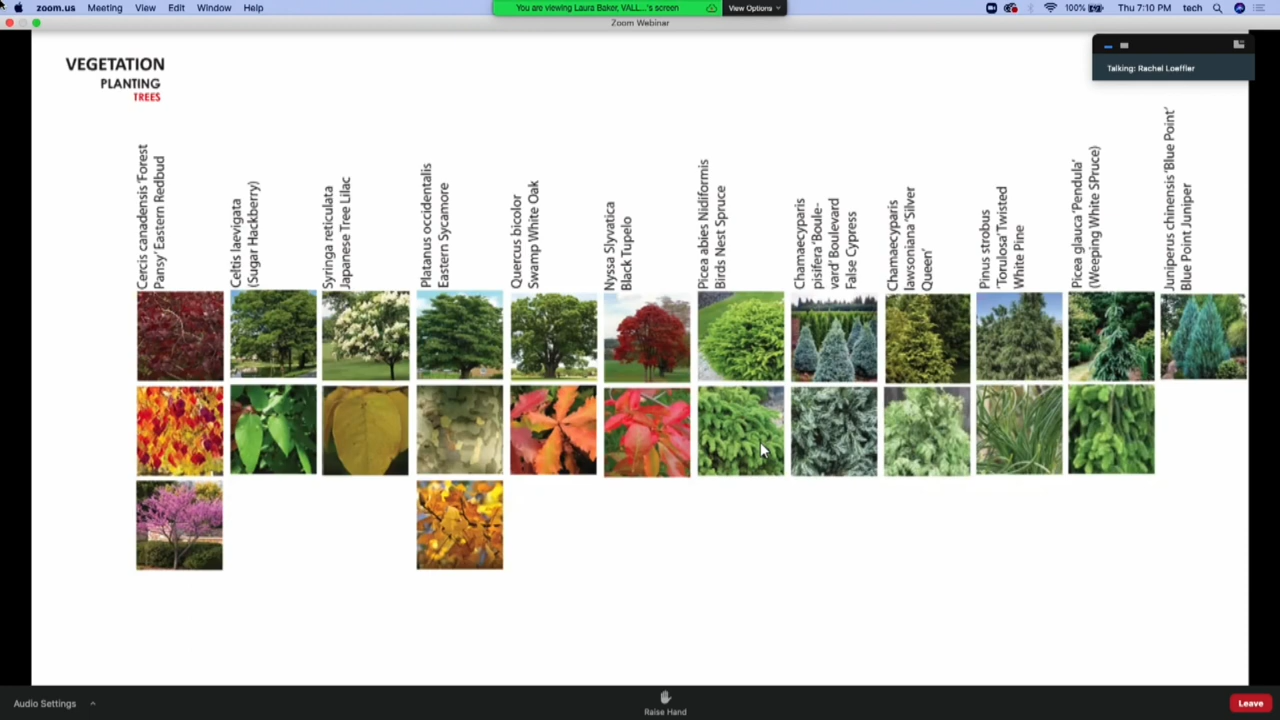 zoom.us Meeting View Edit Window Help
You are viewing Laura Baker, VALL...'s screen
View Options
100%
Thu 7:10 PM tech
Zoom Webinar
Talking: Rachel Loeffler
VEGETATION
PLANTING
TREES
Cercis canadensis 'Forest
Pansy' Eastern Redbud
Celtis laevigata
(Sugar Hackberry)
Syringa reticulata
Japanese Tree Lilac
Platanus occidentalis
Eastern Sycamore
Quercus bicolor
Swamp White Oak
Nyssa Slyvatica
Black Tupelo
Picea abies Nidiformis
Birds Nest Spruce
Chamaecyparis
pisifera 'Boule-
vard' Boulevard
False Cypress
Chamaecyparis
lawsoniana 'Silver
Queen'
Pinus strobus
'Torulosa' Twisted
White Pine
Picea glauca 'Pendula'
(Weeping White SPruce)
Juniperus chinensis 'Blue Point'
Blue Point Juniper
Audio Settings
Raise Hand
Leave